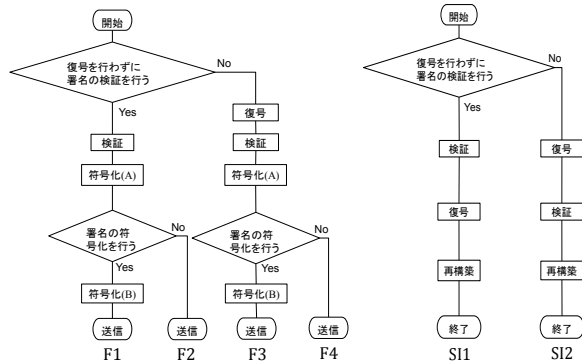 開始
復号を行わずに
署名の検証を行う
No
Yes
検証
符号化(A)
署名の符
号化を行う
No
Yes
符号化(B)
送信
送信
F1
F2
復号
検証
符号化(A)
署名の符
号化を行う
No
Yes
符号化(B)
送信
送信
F3
F4
開始
復号を行わずに
署名の検証を行う
No
Yes
検証
復号
再構築
終了
SI1
復号
検証
再構築
終了
SI2